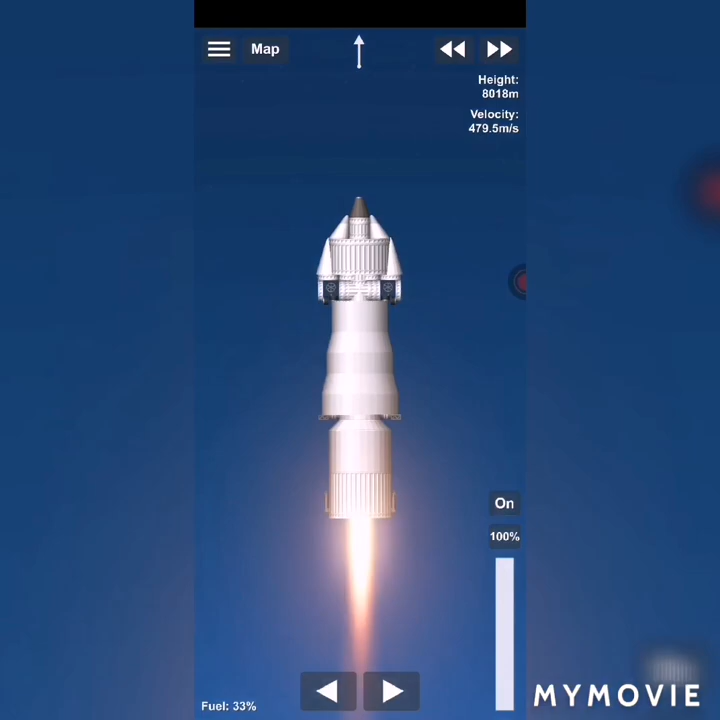 Map
Height:
8018m
Velocity:
479.5m/s
On
100%
Fuel: 33%
MYMOVIE